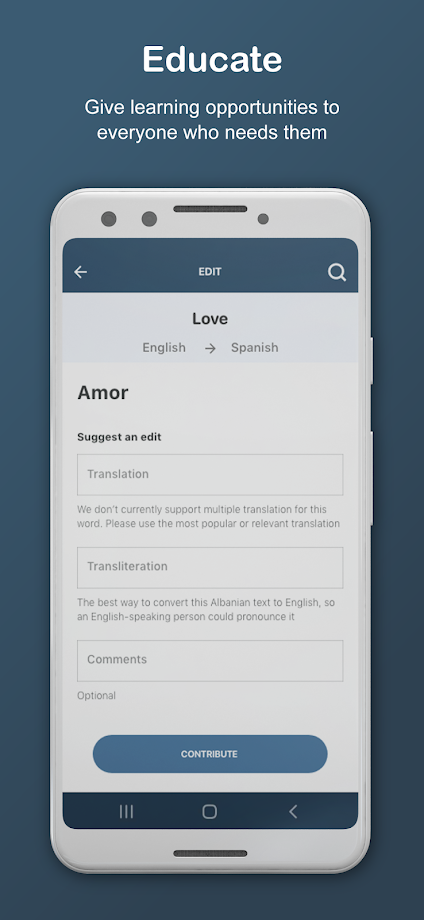 Educate
Give learning opportunities to
everyone who needs them
EDIT
Love
English → Spanish
Amor
Suggest an edit
Translation
We don't currently support multiple translation for this
word. Please use the most popular or relevant translation
Transliteration
The best way to convert this Albanian text to English, so
an English-speaking person could pronounce it
Comments
Optional
CONTRIBUTE